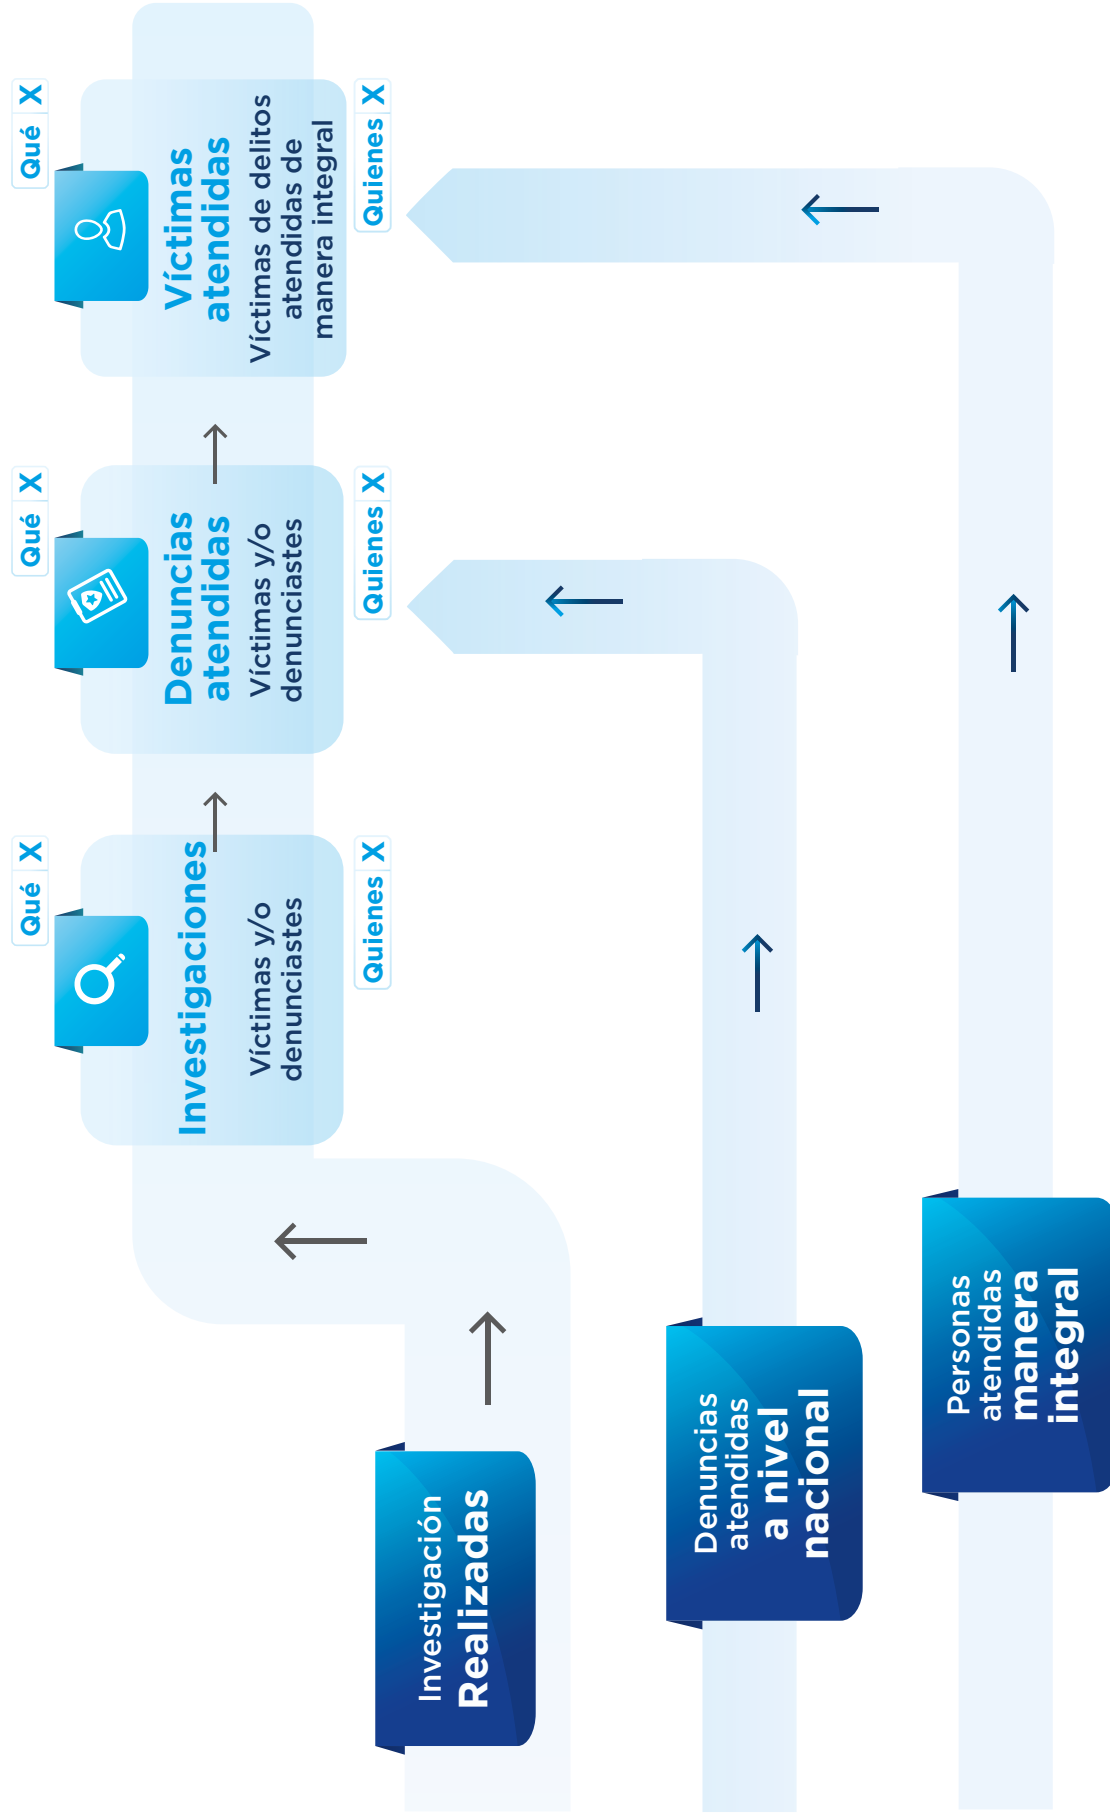 Qué X
Investigaciones
Víctimas y/o
denunciastes
Quienes X
Qué X
Denuncias
atendidas
Víctimas y/o
denunciastes
Quienes X
Qué X
Víctimas
atendidas
Víctimas de delitos
atendidas de
manera integral
Quienes X
Investigación
Realizadas
Denuncias
atendidas
a nivel
nacional
Personas
atendidas
manera
integral